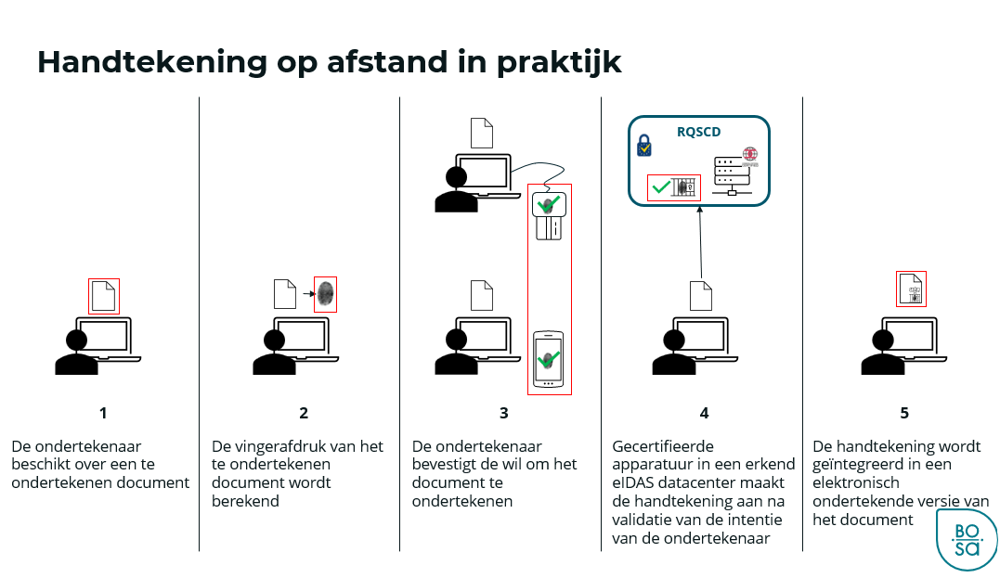 Handtekening op afstand in praktijk
RQSCD
1
De ondertekenaar
beschikt over een te
ondertekenen document
2
De vingerafdruk van het
te ondertekenen
document wordt
berekend
3
De ondertekenaar
bevestigt de wil om het
document te
ondertekenen
4
Gecertifieerde
apparatuur in een erkend
eIDAS datacenter maakt
de handtekening aan na
validatie van de intentie
van de ondertekenaar
5
De handtekening wordt
geïntegreerd in een
elektronisch
ondertekende versie van
het document
BOSA